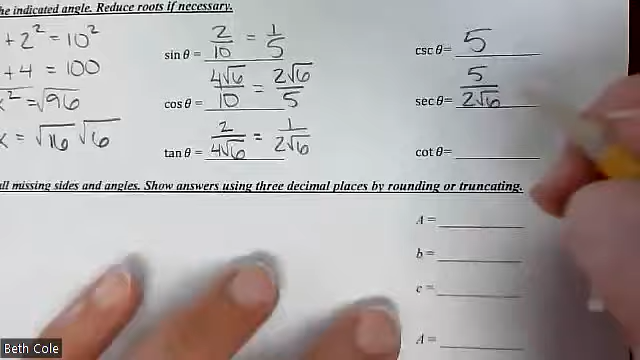 he indicated angle. Reduce roots if necessary.
+ 2² = 10²
+ 4 = 100
x² = √96
x = √16 √6
sin θ = 2/10 = 1/5
cos θ = 4√6/10 = 2√6/5
tan θ = 2/4√6 = 1/2√6
csc θ = 5
sec θ = 5/2√6
cot θ =
all missing sides and angles. Show answers using three decimal places by rounding or truncating.
A =
b =
c =
A =
Beth Cole